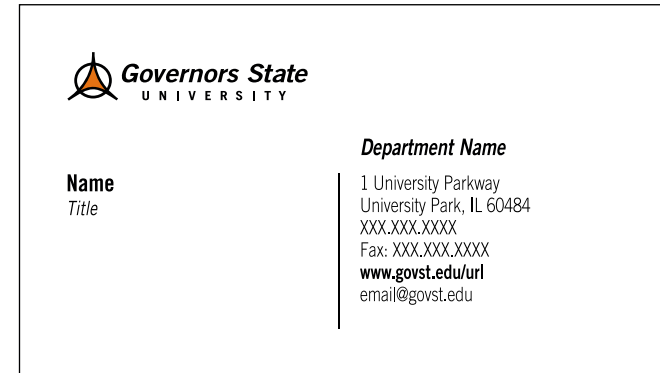 Governors State
UNIVERSITY
Name
Title
Department Name
1 University Parkway
University Park, IL 60484
XXX.XXX.XXXX
Fax: XXX.XXX.XXXX
www.govst.edu/url
email@govst.edu